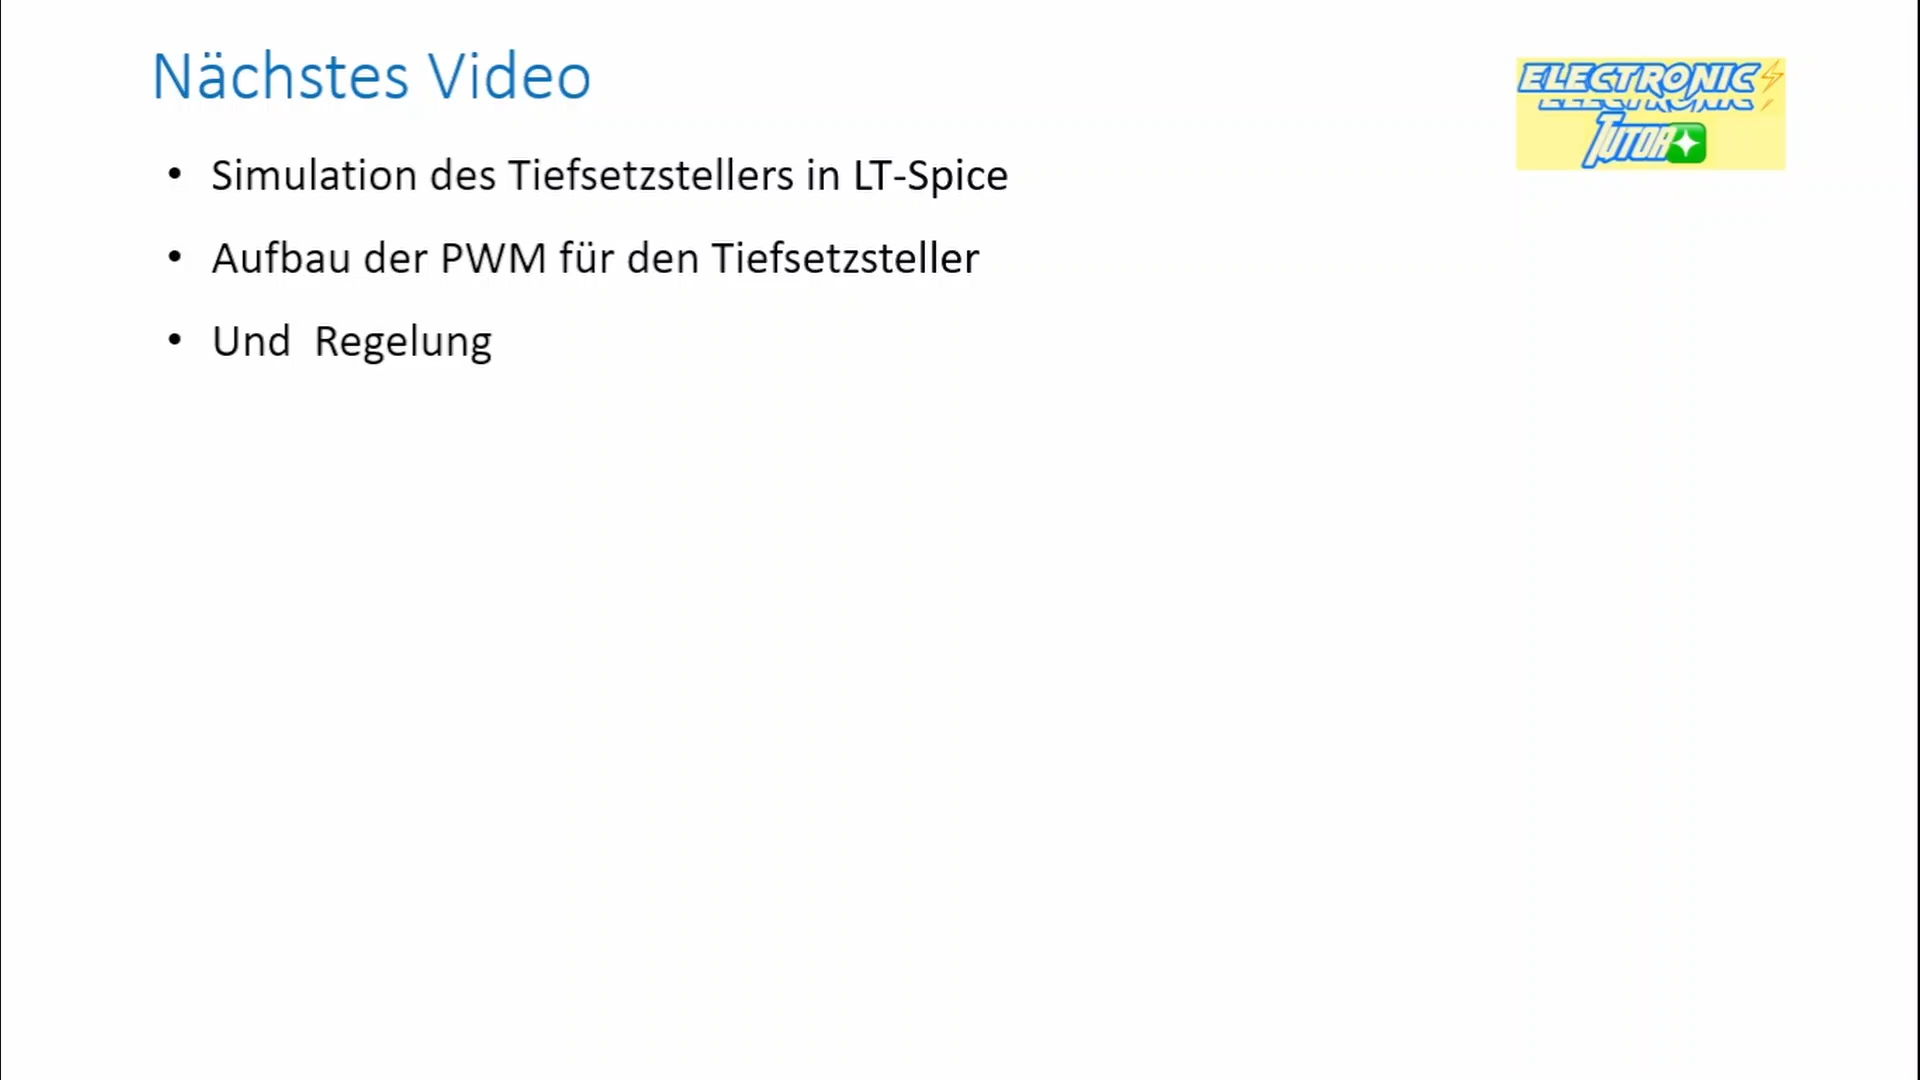 Nächstes Video
ELECTRONIC
TUTOR
• Simulation des Tiefsetzstellers in LT-Spice
• Aufbau der PWM für den Tiefsetzsteller
• Und  Regelung